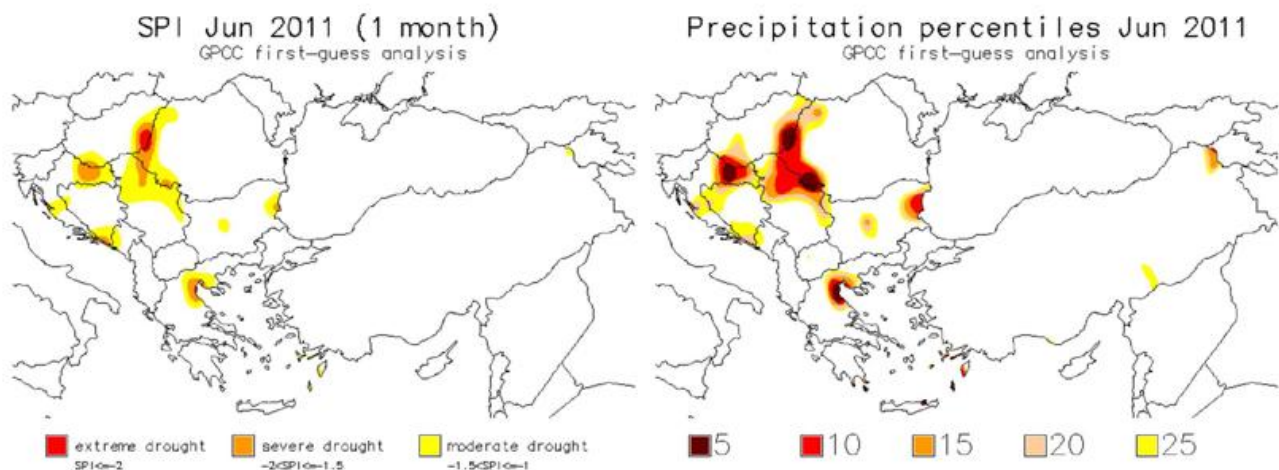 SPI Jun 2011 (1 month)
GPCC first-guess analysis
extreme drought
SPI<=-2
severe drought
-2<SPI<=-1.5
moderate drought
-1.5<SPI<=-1
Precipitation percentiles Jun 2011
GPCC first-guess analysis
5 10 15 20 25